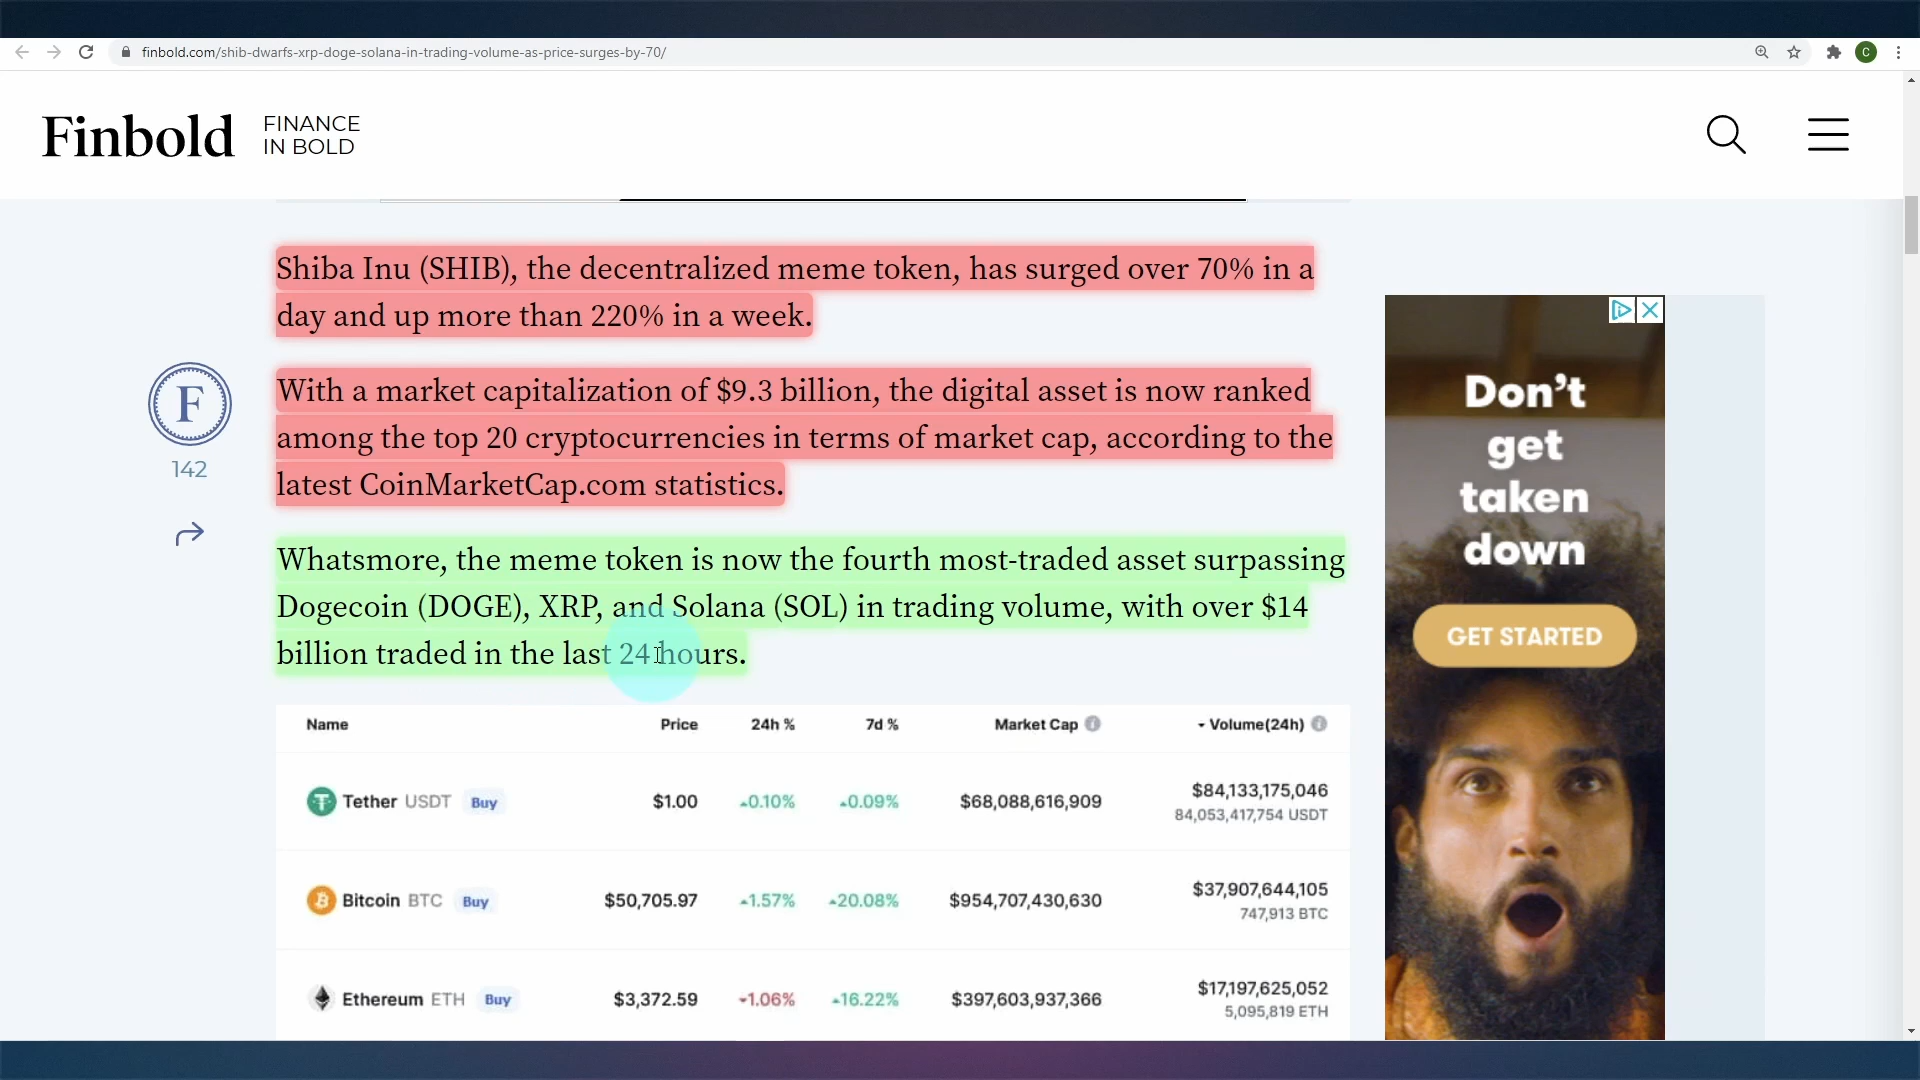 finbold.com/shib-dwarfs-xrp-doge-solana-in-trading-volume-as-price-surges-by-70/
C
Finbold
FINANCE
IN BOLD
Shiba Inu (SHIB), the decentralized meme token, has surged over 70% in a
day and up more than 220% in a week.
With a market capitalization of $9.3 billion, the digital asset is now ranked
among the top 20 cryptocurrencies in terms of market cap, according to the
latest CoinMarketCap.com statistics.
F
142
Whatsmore, the meme token is now the fourth most-traded asset surpassing
Dogecoin (DOGE), XRP, and Solana (SOL) in trading volume, with over $14
billion traded in the last 24 hours.
Name Price 24h % 7d % Market Cap Volume(24h)
Tether USDT Buy $1.00 0.10% 0.09% $68,088,616,909 $84,133,175,046
84,053,417,754 USDT
Bitcoin BTC Buy $50,705.97 1.57% 20.08% $954,707,430,630 $37,907,644,105
747,913 BTC
Ethereum ETH Buy $3,372.59 1.06% 16.22% $397,603,937,366 $17,197,625,052
5,095,819 ETH
Don't
get
taken
down
GET STARTED